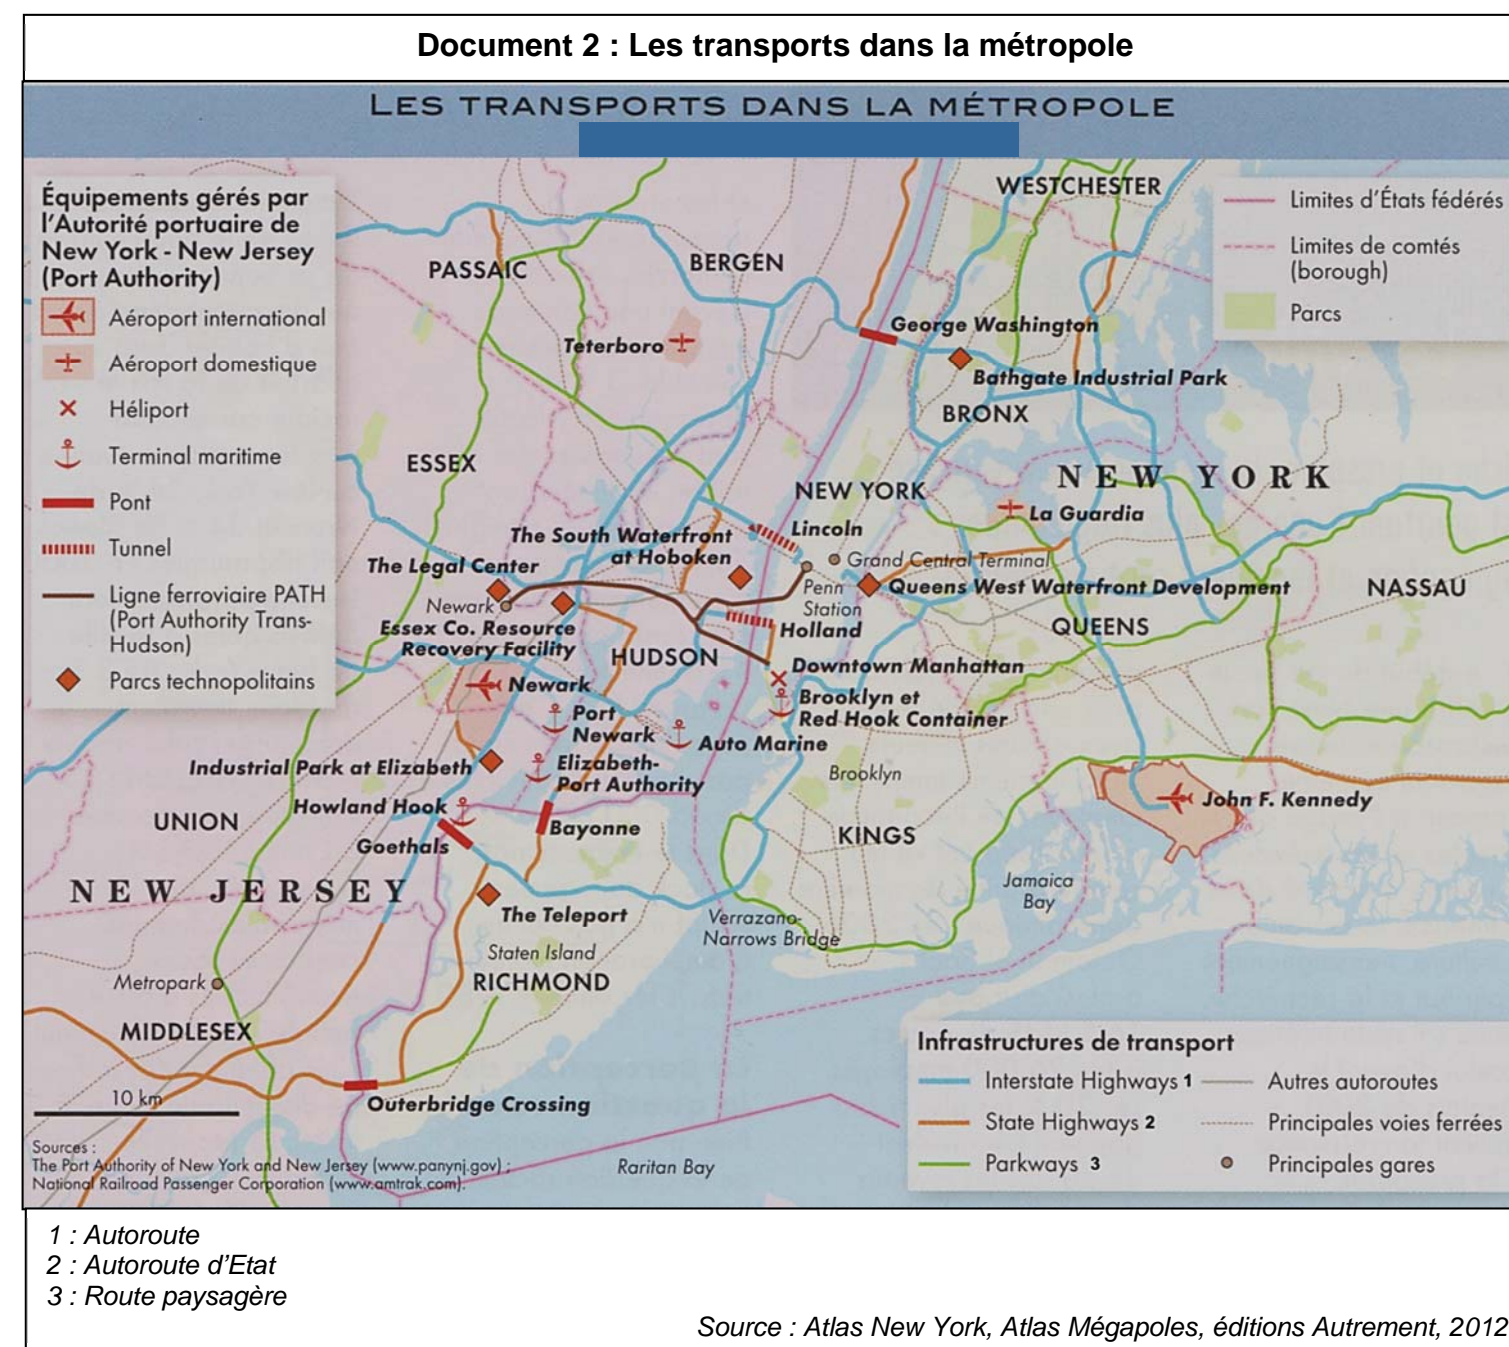 Document 2 : Les transports dans la métropole
LES TRANSPORTS DANS LA MÉTROPOLE
Équipements gérés par
l'Autorité portuaire de
New York - New Jersey
(Port Authority)
Aéroport international
Aéroport domestique
Héliport
Terminal maritime
Pont
Tunnel
Ligne ferroviaire PATH
(Port Authority Trans-
Hudson)
Parcs technopolitains
Limites d'États fédérés
Limites de comtés
(borough)
Parcs
WESTCHESTER
PASSAIC
BERGEN
Teterboro
George Washington
Bathgate Industrial Park
BRONX
ESSEX
NEW YORK
NEW YORK
Lincoln
La Guardia
The South Waterfront
at Hoboken
Grand Central Terminal
The Legal Center
Penn
Station
Queens West Waterfront Development
NASSAU
Newark
Essex Co. Resource
Recovery Facility
Holland
QUEENS
HUDSON
Downtown Manhattan
Newark
Brooklyn et
Red Hook Container
Port
Newark
Auto Marine
Industrial Park at Elizabeth
Elizabeth-
Port Authority
Brooklyn
Howland Hook
John F. Kennedy
UNION
Bayonne
KINGS
Goethals
NEW JERSEY
Jamaica
Bay
The Teleport
Verrazano-
Narrows Bridge
Staten Island
RICHMOND
Metropark
MIDDLESEX
10 km
Outerbridge Crossing
Raritan Bay
Infrastructures de transport
Interstate Highways 1
State Highways 2
Parkways 3
Autres autoroutes
Principales voies ferrées
Principales gares
Sources :
The Port Authority of New York and New Jersey (www.panynj.gov) ;
National Railroad Passenger Corporation (www.amtrak.com).
1 : Autoroute
2 : Autoroute d'Etat
3 : Route paysagère
Source : Atlas New York, Atlas Mégapoles, éditions Autrement, 2012